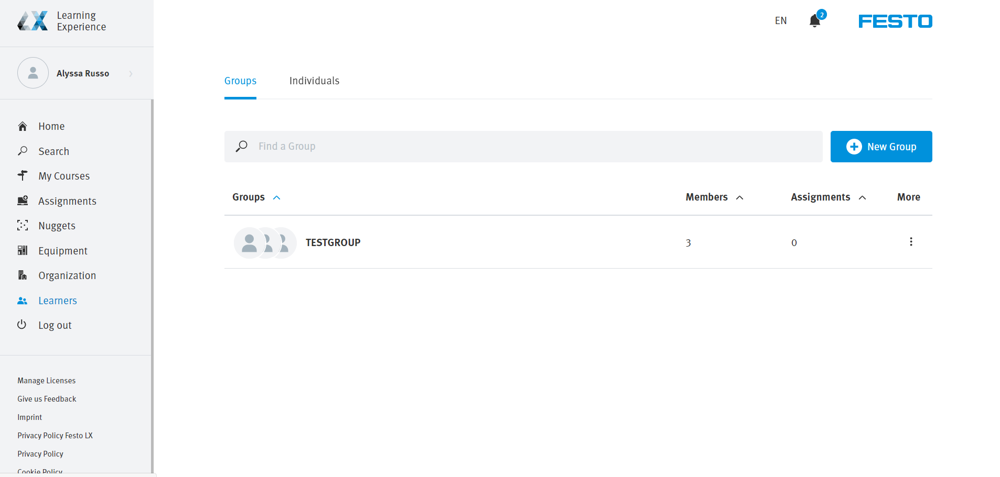 Learning
Experience
EN
2
FESTO
Alyssa Russo
Home
Search
My Courses
Assignments
Nuggets
Equipment
Organization
Learners
Log out
Manage Licenses
Give us Feedback
Imprint
Privacy Policy Festo LX
Privacy Policy
Cookie Policy
Groups Individuals
Find a Group
New Group
Groups Members Assignments More
TESTGROUP 3 0